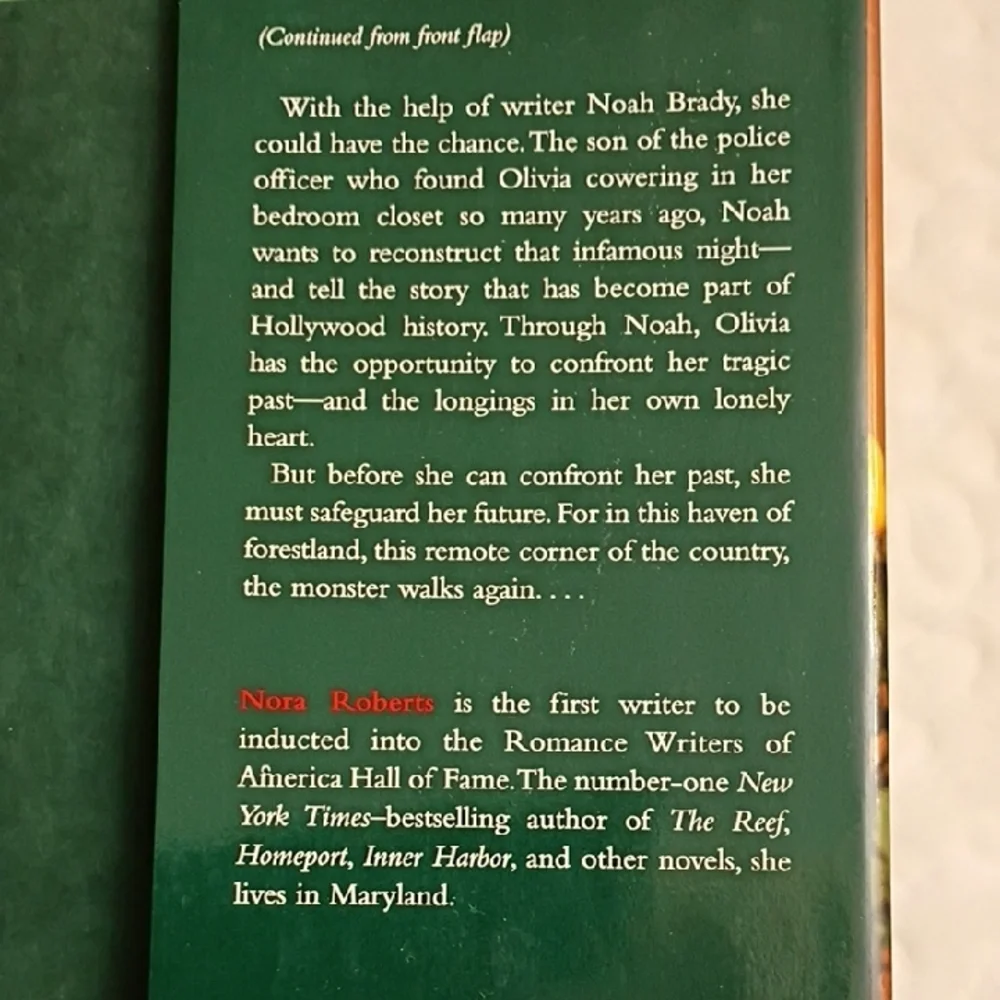 (Continued from front flap)
With the help of writer Noah Brady, she
could have the chance. The son of the police
officer who found Olivia cowering in her
bedroom closet so many years ago, Noah
wants to reconstruct that infamous night—
and tell the story that has become part of
Hollywood history. Through Noah, Olivia
has the opportunity to confront her tragic
past—and the longings in her own lonely
heart.
But before she can confront her past, she
must safeguard her future. For in this haven of
forestland, this remote corner of the country,
the monster walks again. . . .
Nora Roberts is the first writer to be
inducted into the Romance Writers of
America Hall of Fame. The number-one New
York Times–bestselling author of The Reef,
Homeport, Inner Harbor, and other novels, she
lives in Maryland.